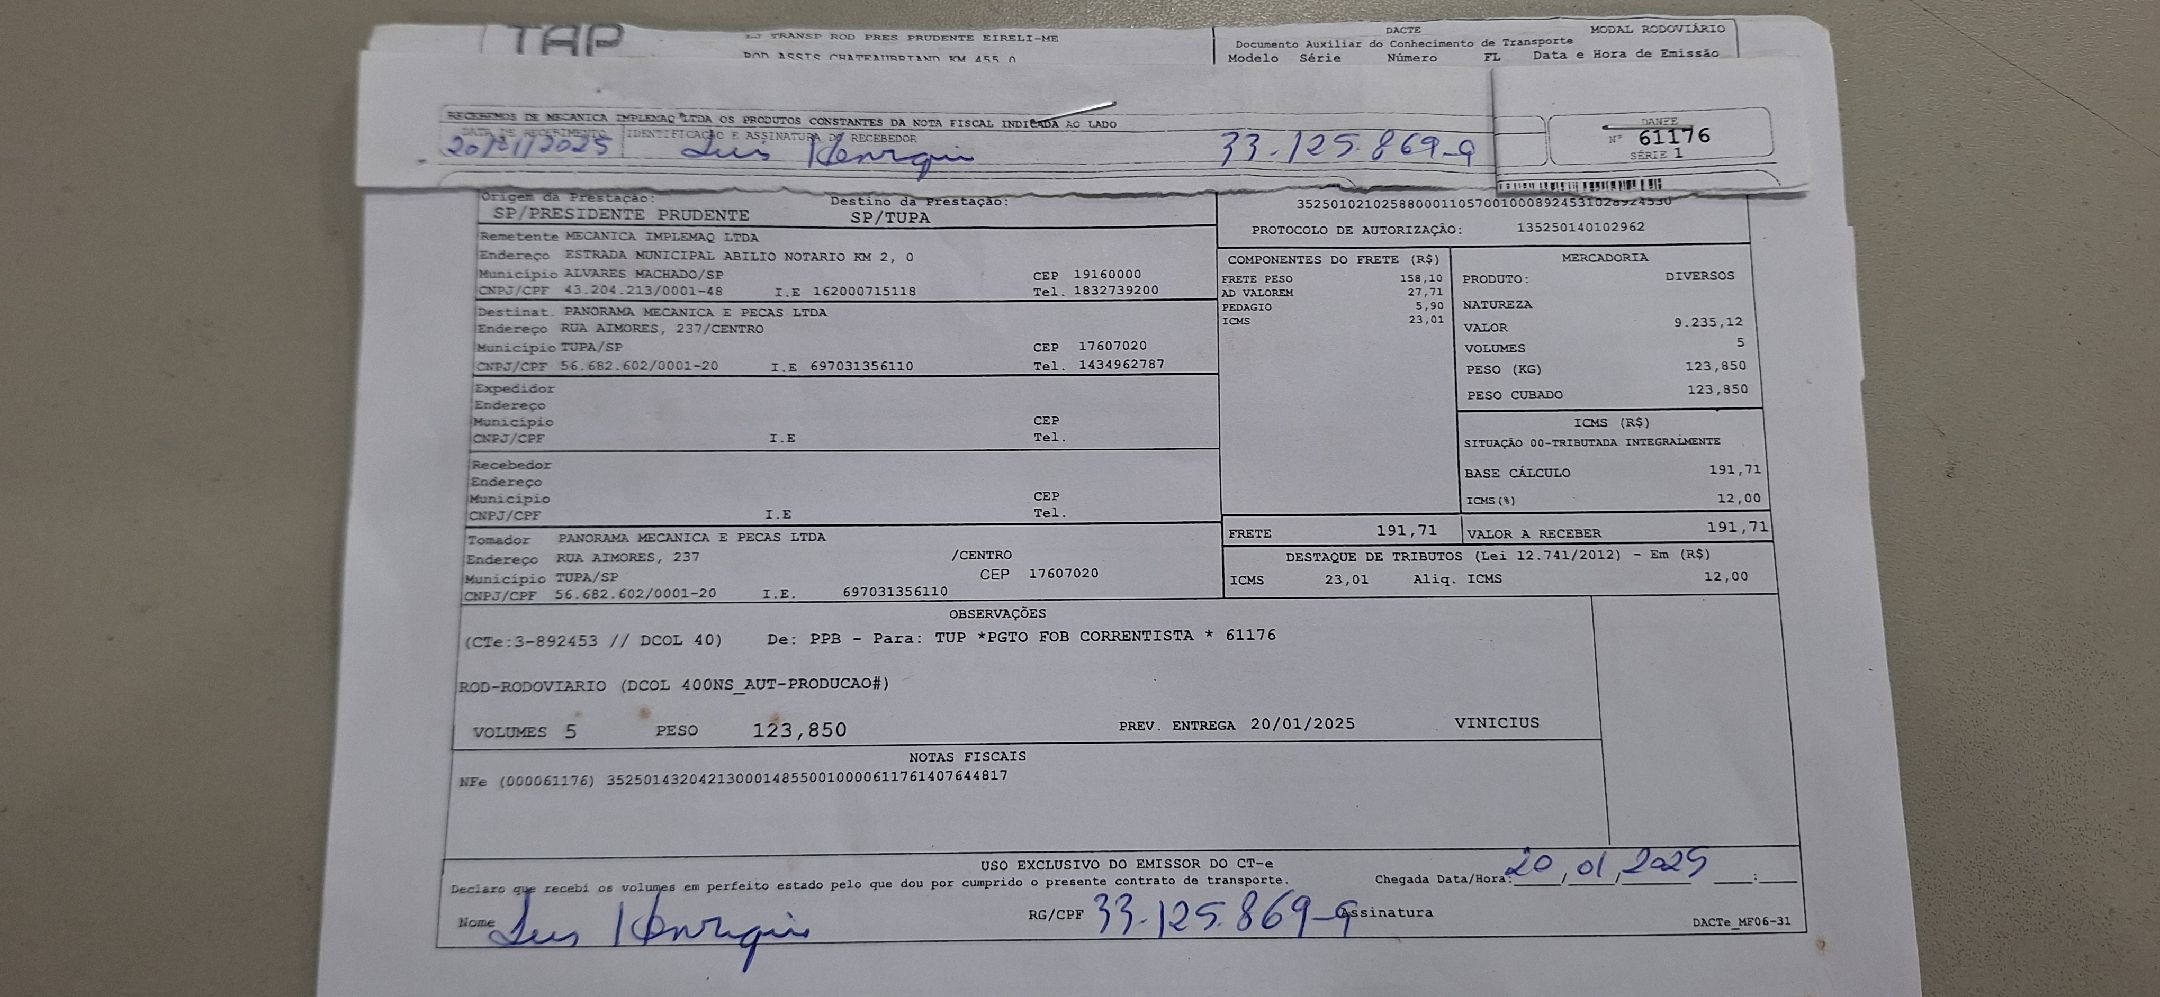 TAP
TRANSP ROD PRES PRUDENTE EIRELI-ME
ROD ASSIS CHATEAUBRIAND KM 455 0
DACTE
MODAL RODOVIÁRIO
Documento Auxiliar do Conhecimento de Transporte
Modelo Série Número FL Data e Hora de Emissão
RECEBEMOS DE MECANICA IMPLEMAQ LTDA OS PRODUTOS CONSTANTES DA NOTA FISCAL INDICADA AO LADO
DATA DE RECEBIMENTO IDENTIFICAÇÃO E ASSINATURA DO RECEBEDOR
20/01/2025 Luis Henrique 33.125.869-9
DANFE
Nº 61176
SÉRIE 1
Origem da Prestação: Destino da Prestação:
SP/PRESIDENTE PRUDENTE SP/TUPA
PROTOCOLO DE AUTORIZAÇÃO: 135250140102962
Remetente MECANICA IMPLEMAQ LTDA
Endereço ESTRADA MUNICIPAL ABILIO NOTARIO KM 2, 0
Município ALVARES MACHADO/SP CEP 19160000
CNPJ/CPF 43.204.213/0001-48 I.E 162000715118 Tel. 1832739200
Destinat. PANORAMA MECANICA E PECAS LTDA
Endereço RUA AIMORES, 237/CENTRO
Município TUPA/SP CEP 17607020
CNPJ/CPF 56.682.602/0001-20 I.E 697031356110 Tel. 1434962787
Expedidor
Endereço
Município CEP
CNPJ/CPF I.E Tel.
Recebedor
Endereço
Município CEP
CNPJ/CPF I.E Tel.
Tomador PANORAMA MECANICA E PECAS LTDA
Endereço RUA AIMORES, 237 /CENTRO
Município TUPA/SP CEP 17607020
CNPJ/CPF 56.682.602/0001-20 I.E. 697031356110
COMPONENTES DO FRETE (R$)
FRETE PESO 158,10
AD VALOREM 27,71
PEDAGIO 5,90
ICMS 23,01
MERCADORIA
PRODUTO: DIVERSOS
NATUREZA
VALOR 9.235,12
VOLUMES 5
PESO (KG) 123,850
PESO CUBADO 123,850
ICMS (R$)
SITUAÇÃO 00-TRIBUTADA INTEGRALMENTE
BASE CÁLCULO 191,71
ICMS(%) 12,00
FRETE 191,71 VALOR A RECEBER 191,71
DESTAQUE DE TRIBUTOS (Lei 12.741/2012) - Em (R$)
ICMS 23,01 Aliq. ICMS 12,00
OBSERVAÇÕES
(CTe:3-892453 // DCOL 40) De: PPB - Para: TUP *PGTO FOB CORRENTISTA * 61176
ROD-RODOVIARIO (DCOL 400NS_AUT-PRODUCAO#)
VOLUMES 5 PESO 123,850 PREV. ENTREGA 20/01/2025 VINICIUS
NOTAS FISCAIS
NFe (000061176) 35250143204213000148550010000611761407644817
USO EXCLUSIVO DO EMISSOR DO CT-e
Declaro que recebi os volumes em perfeito estado pelo que dou por cumprido o presente contrato de transporte. Chegada Data/Hora: 20/01/2025 :
Nome Luis Henrique RG/CPF 33.125.869-9 Assinatura
DACTe_MF06-31